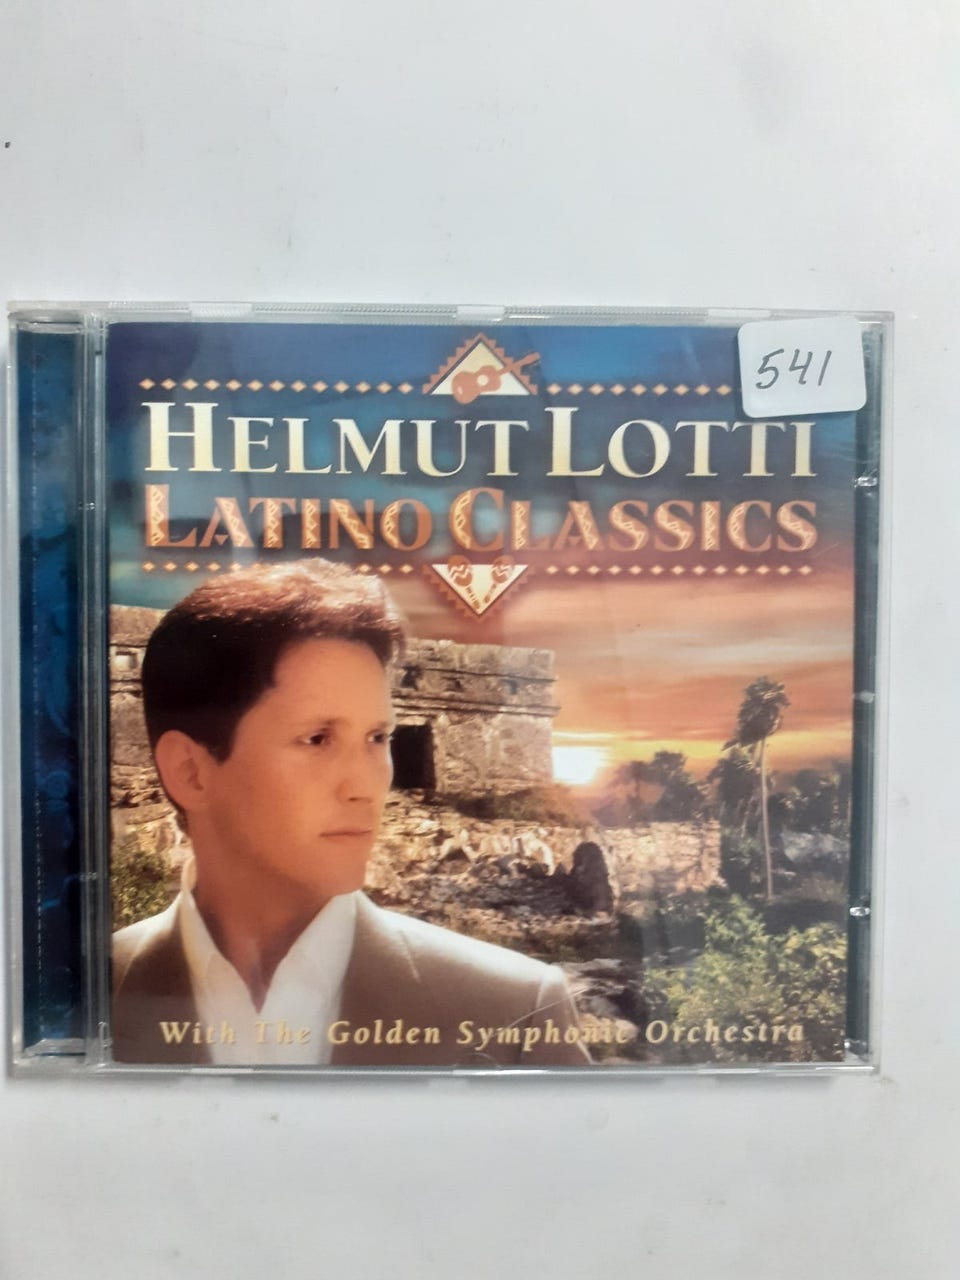 541
HELMUT LOTTI
LATINO CLASSICS
With The Golden Symphonic Orchestra